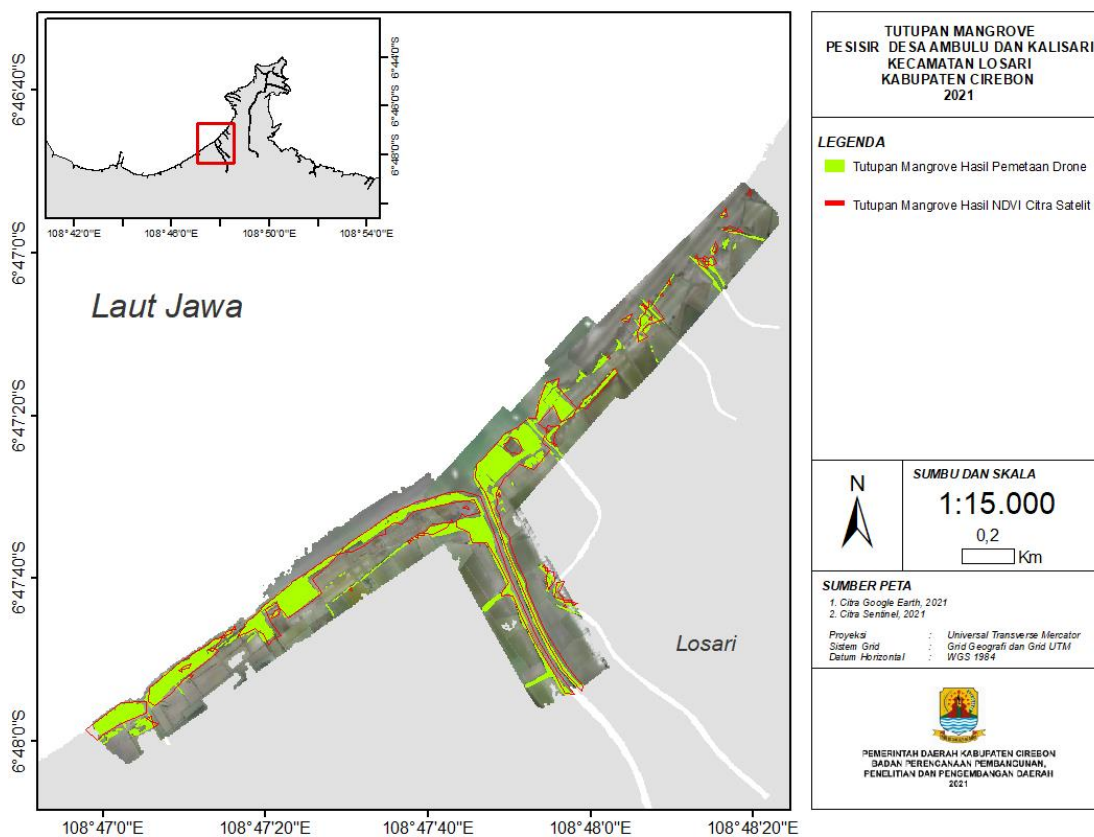 TUTUPAN MANGROVE
PESISIR DESA AMBULU DAN KALISARI
KECAMATAN LOSARI
KABUPATEN CIREBON
2021
LEGENDA
Tutupan Mangrove Hasil Pemetaan Drone
Tutupan Mangrove Hasil NDVI Citra Satelit
N
SUMBU DAN SKALA
1:15.000
0,2
Km
SUMBER PETA
1. Citra Google Earth, 2021
2. Citra Sentinel, 2021
Proyeksi : Universal Transverse Mercator
Sistem Grid : Grid Geografi dan Grid UTM
Datum Horizontal : WGS 1984
PEMERINTAH DAERAH KABUPATEN CIREBON
BADAN PERENCANAAN PEMBANGUNAN,
PENELITIAN DAN PENGEMBANGAN DAERAH
2021
6°44'0"S
6°46'0"S
6°48'0"S
108°42'0"E 108°46'0"E 108°50'0"E 108°54'0"E
Laut Jawa
Losari
6°46'40"S
6°47'0"S
6°47'20"S
6°47'40"S
6°48'0"S
108°47'0"E 108°47'20"E 108°47'40"E 108°48'0"E 108°48'20"E